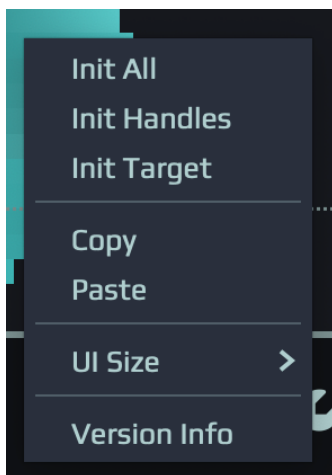 Init All
Init Handles
Init Target
Copy
Paste
UI Size
Version Info